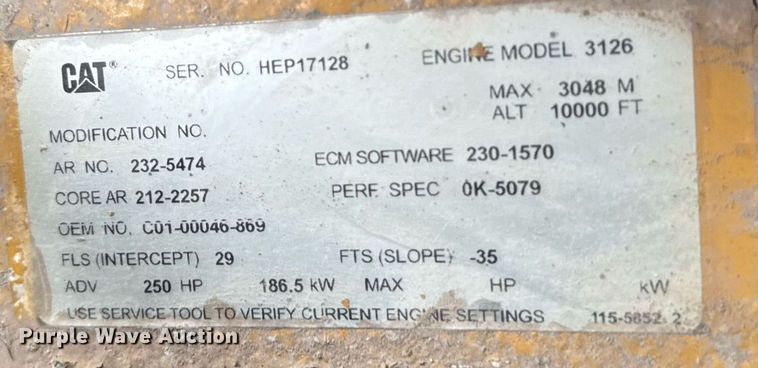 CAT® SER. NO. HEP17128 ENGINE MODEL 3126
MAX 3048 M
ALT 10000 FT
MODIFICATION NO.
AR NO. 232-5474 ECM SOFTWARE 230-1570
CORE AR 212-2257 PERF. SPEC 0K-5079
OEM NO. C01-00046-869
FLS (INTERCEPT) 29 FTS (SLOPE) -35
ADV 250 HP 186.5 kW MAX HP kW
USE SERVICE TOOL TO VERIFY CURRENT ENGINE SETTINGS 115-5852 2
Purple Wave Auction